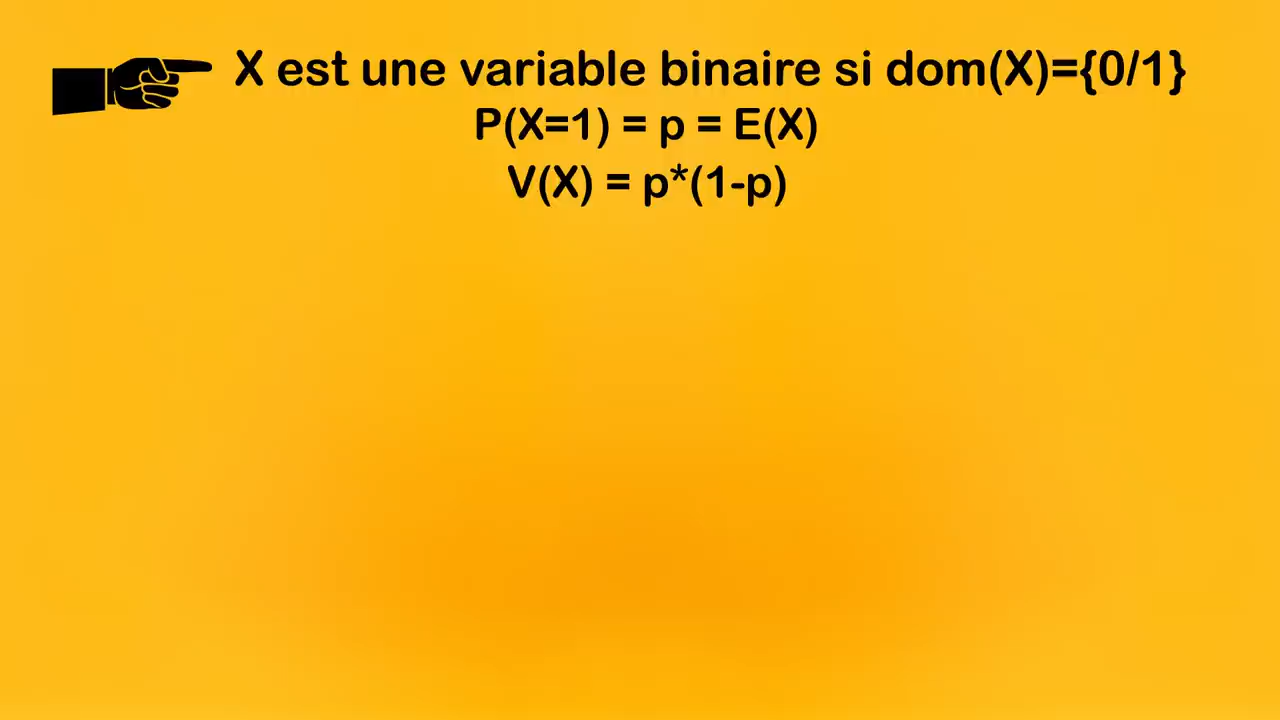 X est une variable binaire si dom(X)={0/1}
P(X=1) = p = E(X)
V(X) = p*(1-p)